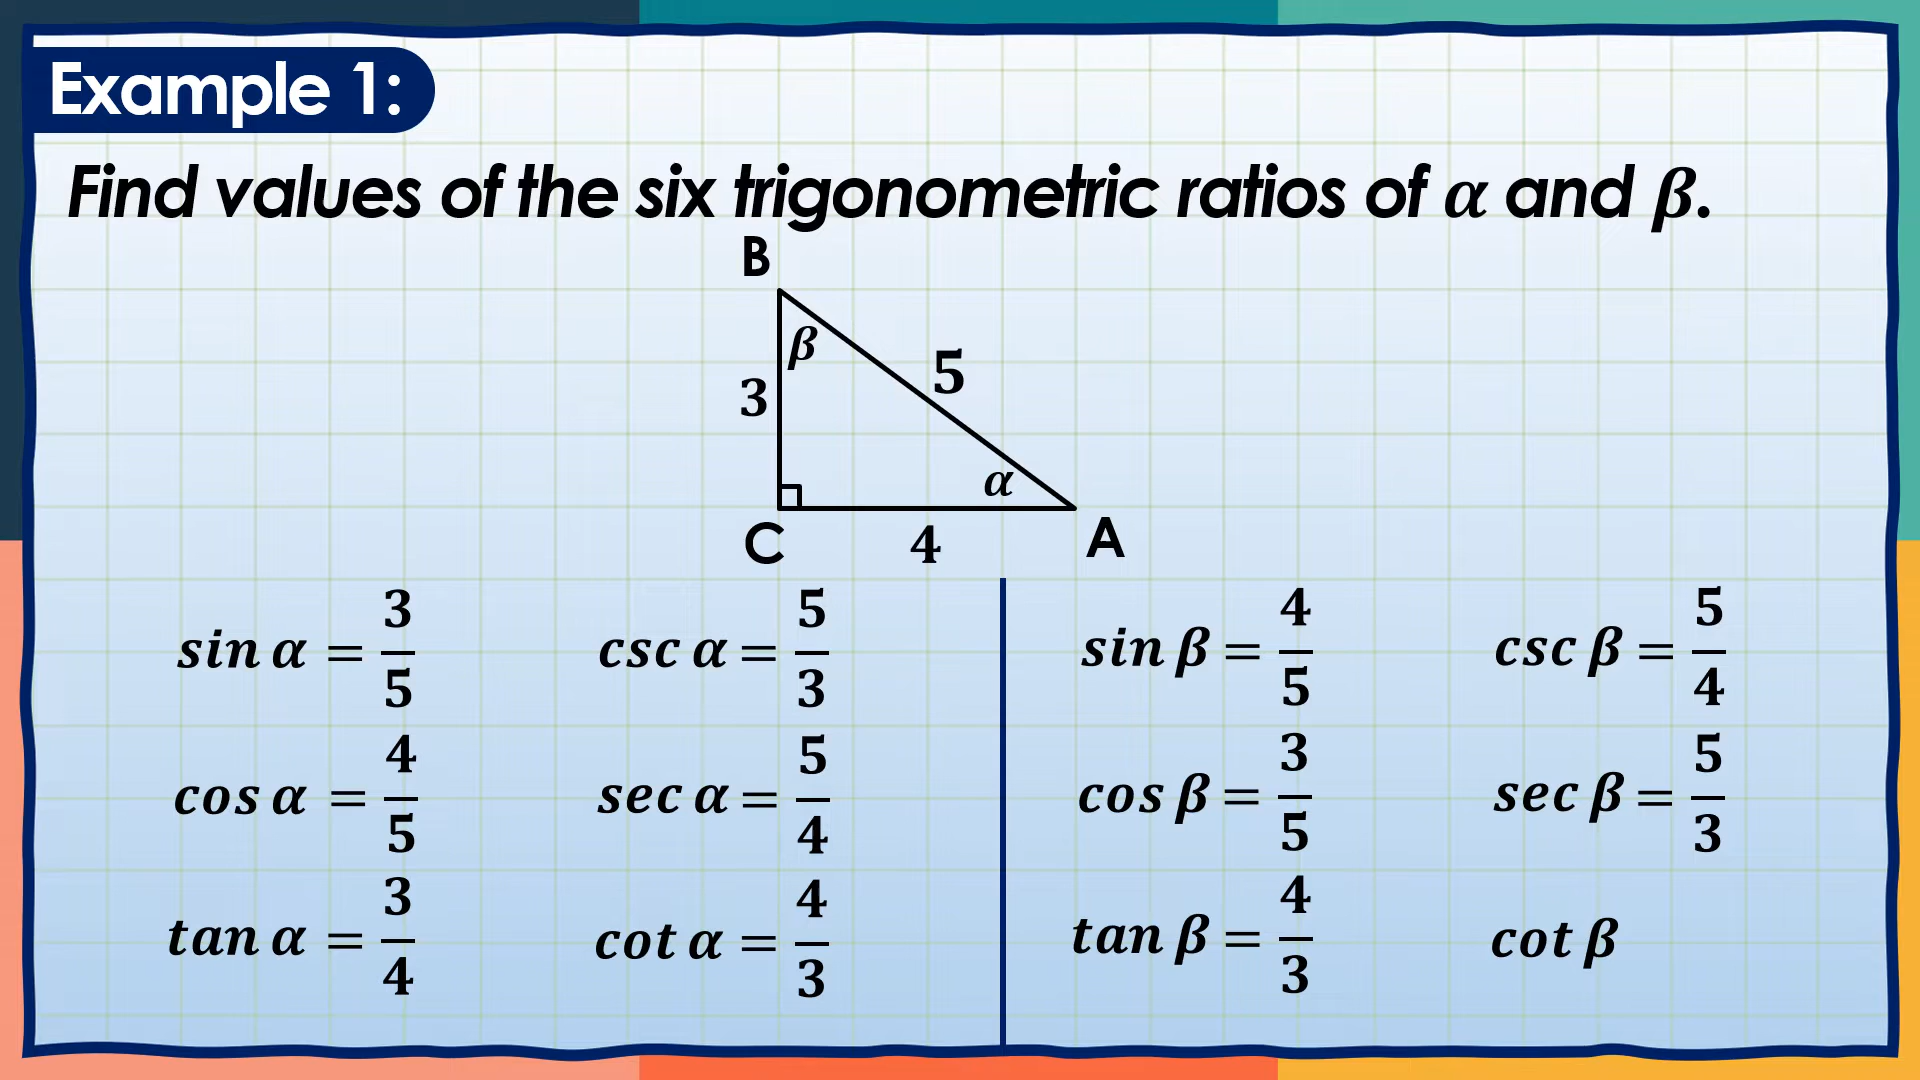 Example 1:
Find values of the six trigonometric ratios of α and β.
B
β
5
3
α
C
4
A
sin α = 3/5
csc α = 5/3
sin β = 4/5
csc β = 5/4
cos α = 4/5
sec α = 5/4
cos β = 3/5
sec β = 5/3
tan α = 3/4
cot α = 4/3
tan β = 4/3
cot β